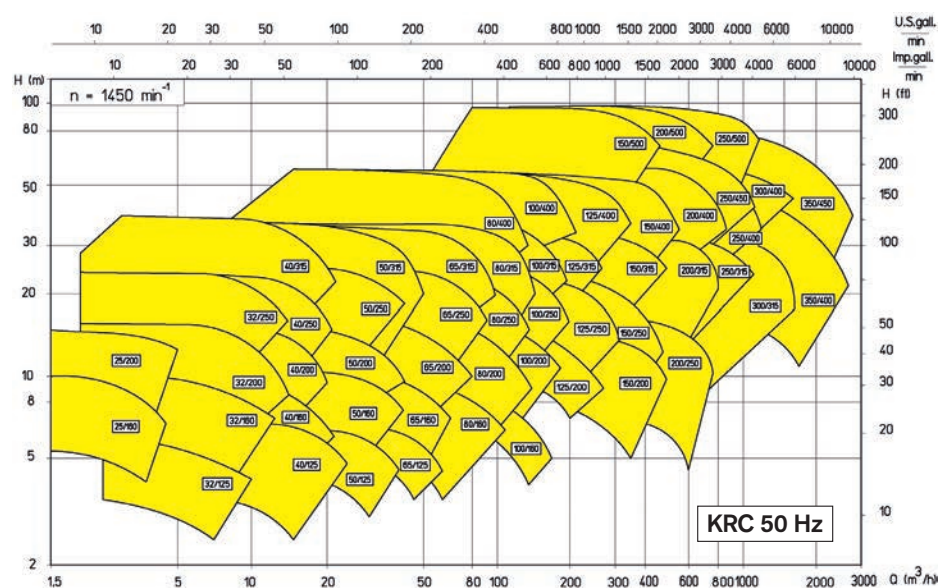 U.S.gall.
min
10 20 30 40 50 100 200 400 800 1000 1500 2000 3000 4000 10000
Imp.gall.
min
10 20 30 50 100 200 400 600 800 1000 2000 3000 4000 6000 10000
H (m)
n = 1450 min⁻¹
H (ft)
100
80
50
30
20
10
8
5
2
300
200
150
100
50
40
30
20
10
150/500 200/500 250/500
80/400 100/400 125/400 150/400 200/400 250/450 300/400 350/450
250/400
40/315 50/315 65/315 80/315 100/315 125/315 150/315 200/315 250/315
300/315 350/400
32/250 40/250 50/250 65/250 80/250 100/250 125/250 150/250
25/200 32/200 40/200 50/200 65/200 80/200 100/200 125/200 150/200 200/250
25/160 32/160 40/160 50/160 65/160 80/160 100/160
32/125 40/125 50/125 65/125
KRC 50 Hz
1,5 5 10 20 40 60 80 100 200 300 400 600 800 1000 2000 3000 Q (m³/h)